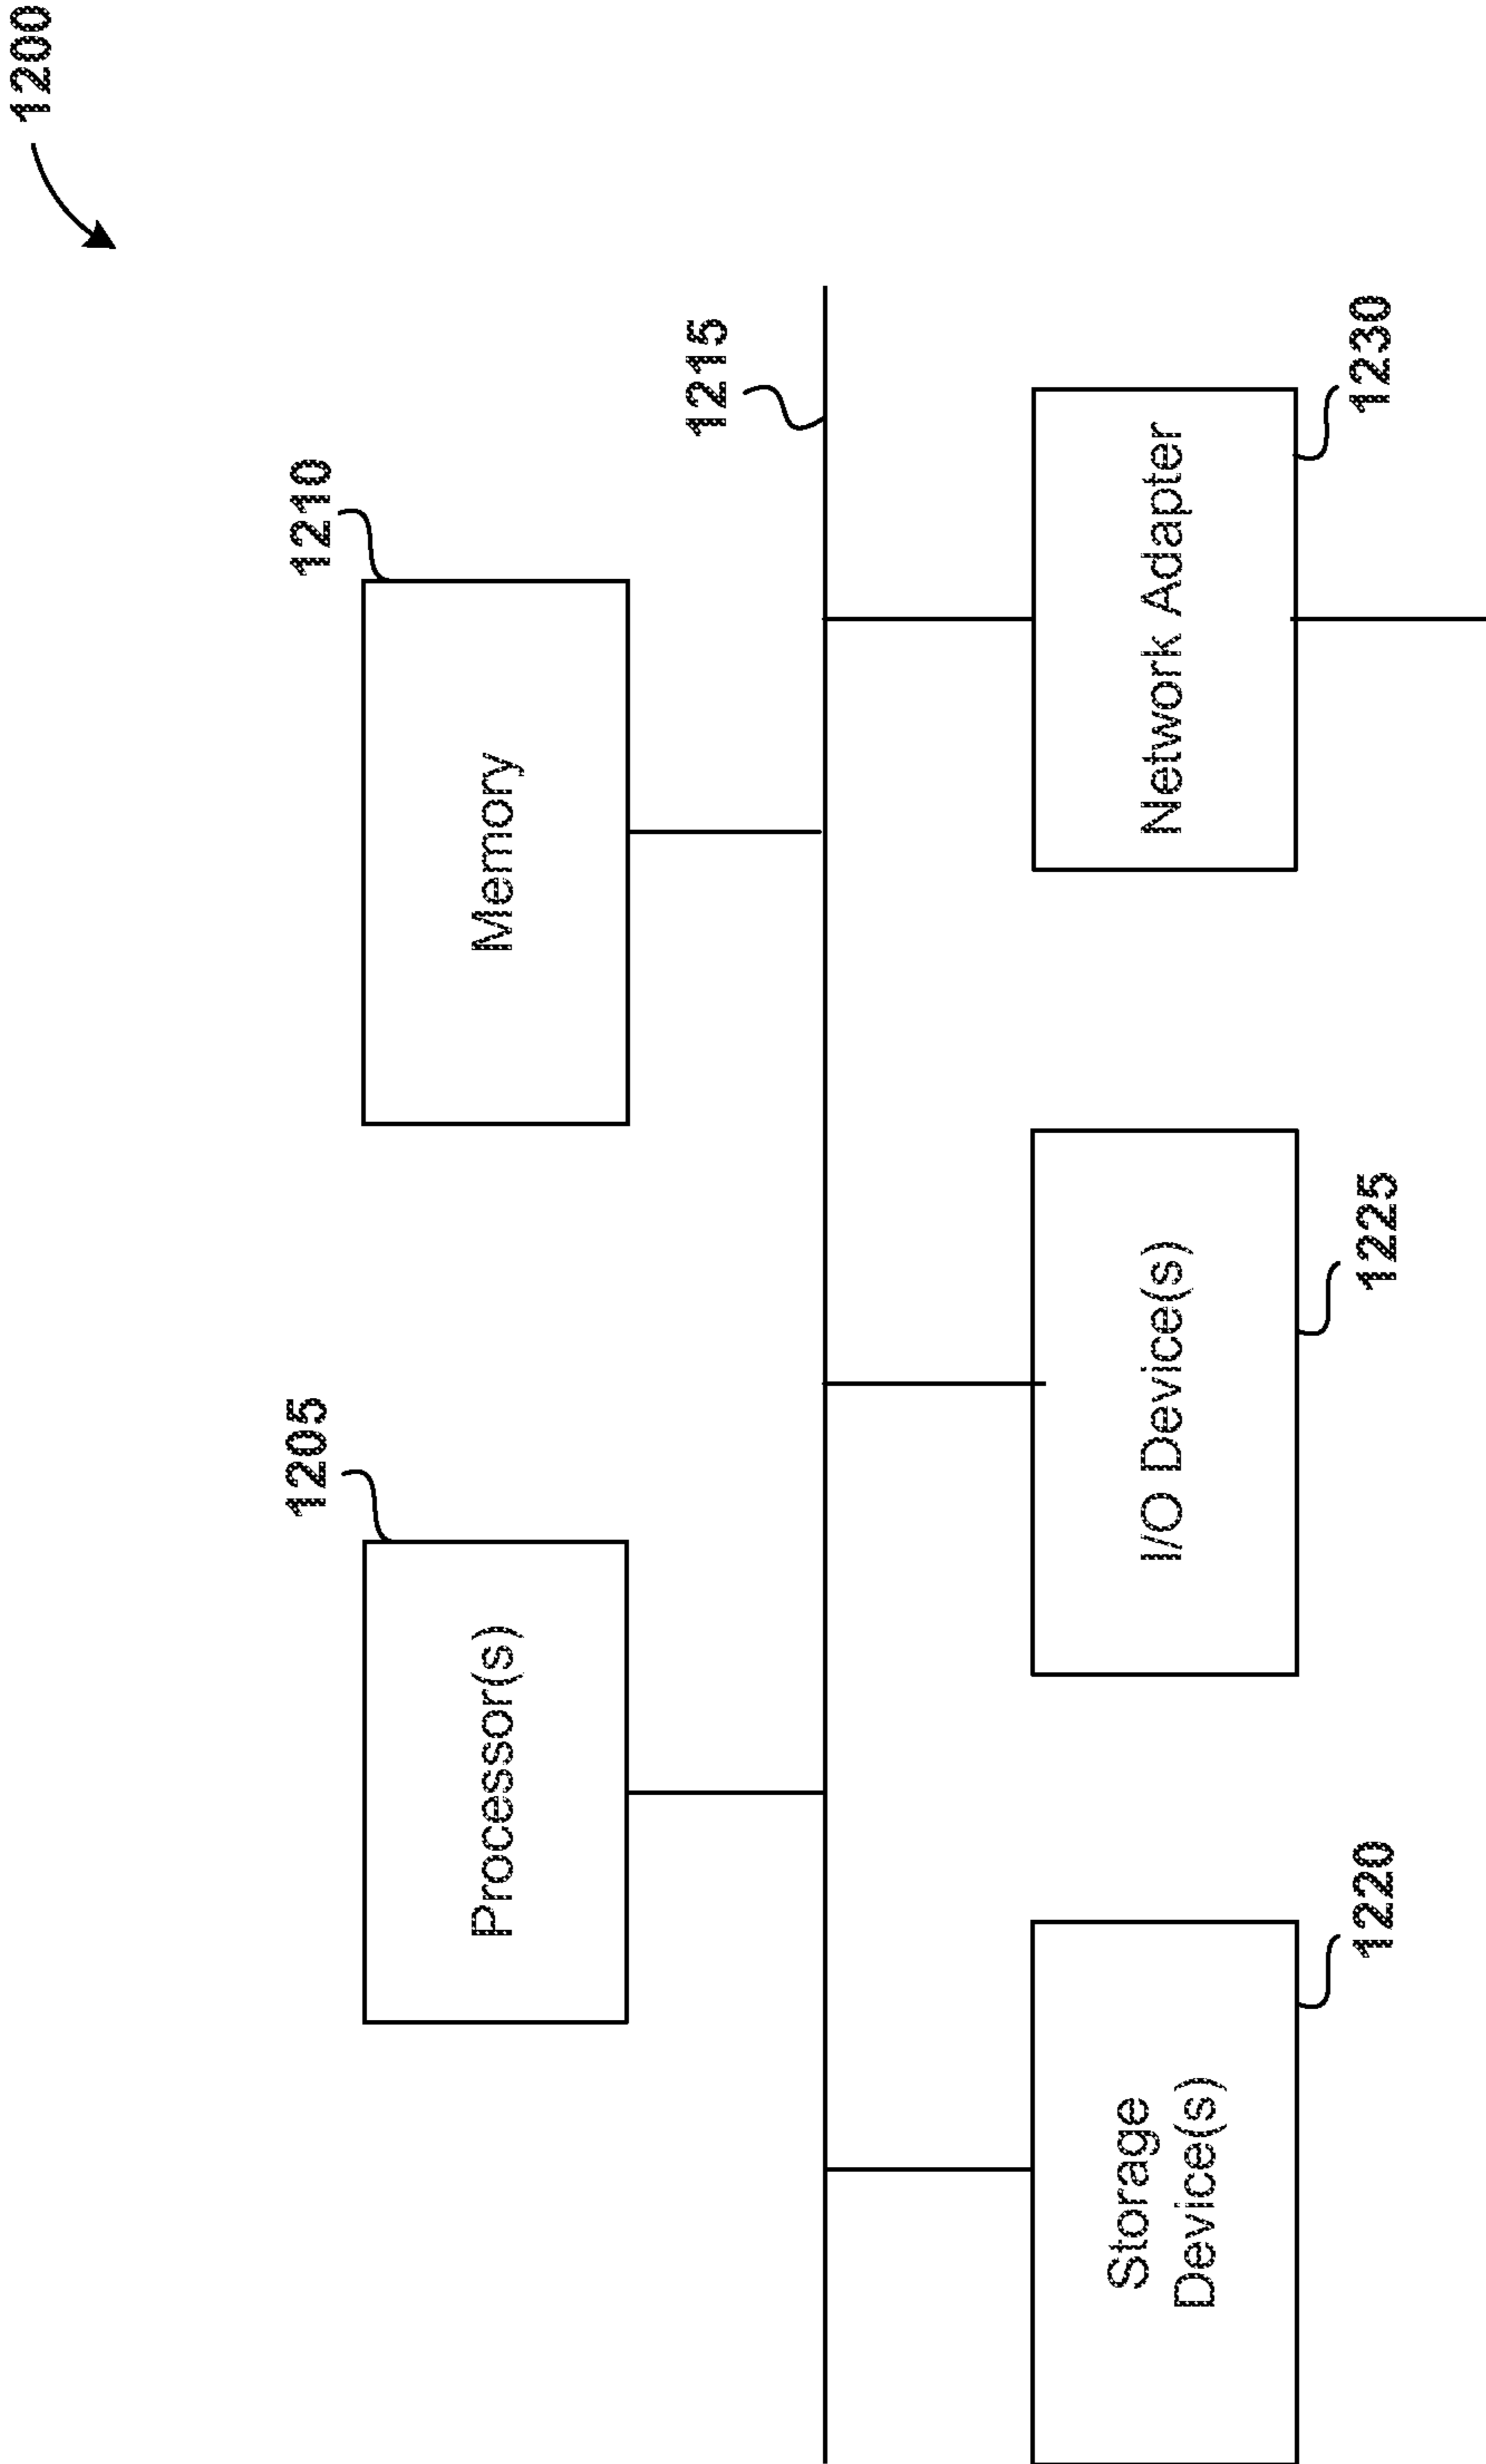 1200
1205
Processor(s)
1210
Memory
1215
Storage
Device(s)
1220
I/O Device(s)
1225
Network Adapter
1230